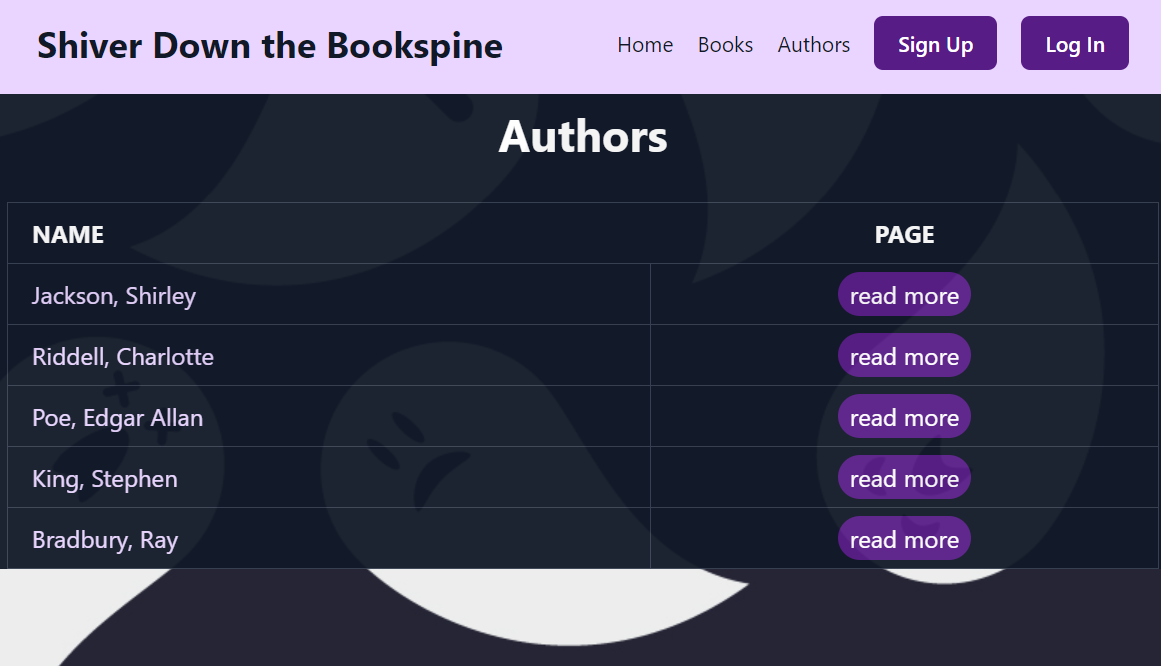 Shiver Down the Bookspine Home Books Authors Sign Up Log In
Authors
NAME PAGE
Jackson, Shirley read more
Riddell, Charlotte read more
Poe, Edgar Allan read more
King, Stephen read more
Bradbury, Ray read more